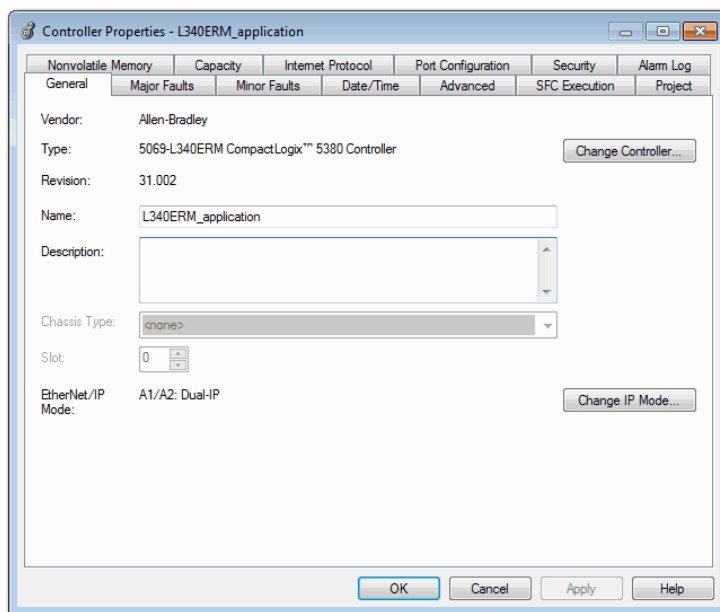 Controller Properties - L340ERM_application
Nonvolatile Memory Capacity Internet Protocol Port Configuration Security Alarm Log
General Major Faults Minor Faults Date/Time Advanced SFC Execution Project
Vendor: Allen-Bradley
Type: 5069-L340ERM CompactLogix™ 5380 Controller Change Controller...
Revision: 31.002
Name: L340ERM_application
Description:
Chassis Type: <none>
Slot: 0
EtherNet/IP A1/A2: Dual-IP Change IP Mode...
Mode:
OK Cancel Apply Help